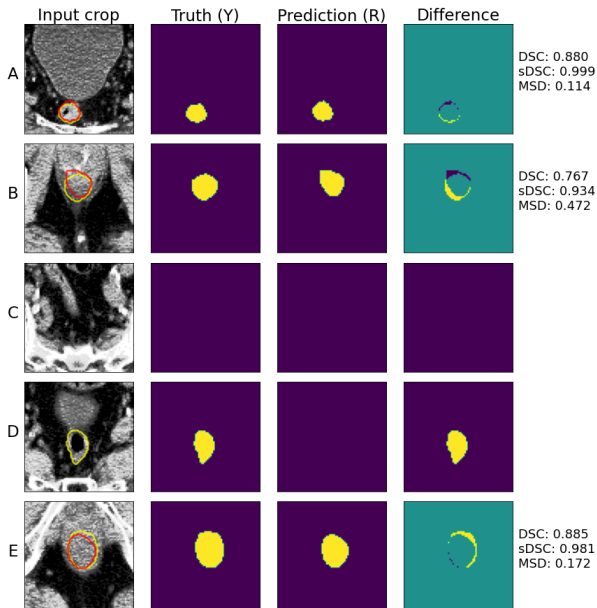 Input crop Truth (Y) Prediction (R) Difference
A
DSC: 0.880
sDSC: 0.999
MSD: 0.114
B
DSC: 0.767
sDSC: 0.934
MSD: 0.472
C
D
E
DSC: 0.885
sDSC: 0.981
MSD: 0.172